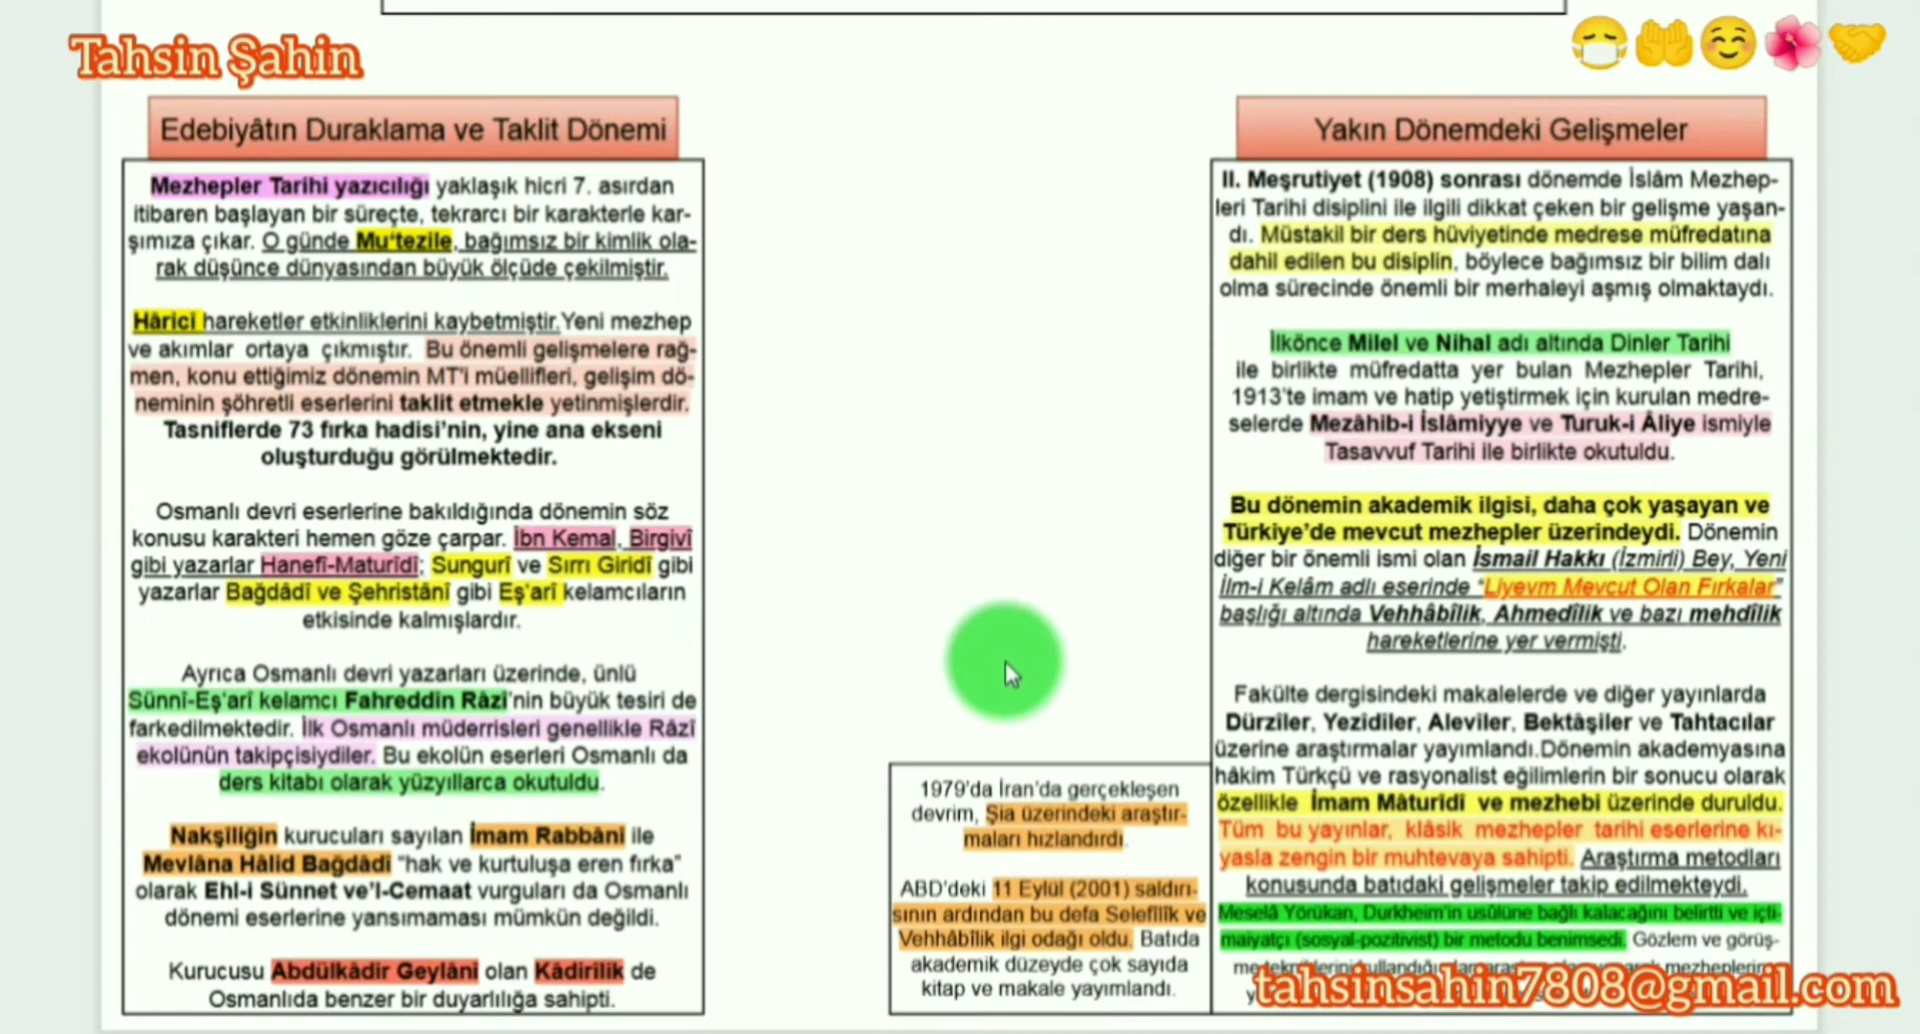 Tahsin Şahin
Edebiyâtın Duraklama ve Taklit Dönemi
Mezhepler Tarihi yazıcılığı yaklaşık hicri 7. asırdan
itibaren başlayan bir süreçte, tekrarcı bir karakterle kar-
şımıza çıkar. O günde Mu‘tezile, bağımsız bir kimlik ola-
rak düşünce dünyasından büyük ölçüde çekilmiştir.
Hârici hareketler etkinliklerini kaybetmiştir.Yeni mezhep
ve akımlar ortaya çıkmıştır. Bu önemli gelişmelere rağ-
men, konu ettiğimiz dönemin MT'i müellifleri, gelişim dö-
neminin şöhretli eserlerini taklit etmekle yetinmişlerdir.
Tasniflerde 73 fırka hadisi’nin, yine ana ekseni
oluşturduğu görülmektedir.
Osmanlı devri eserlerine bakıldığında dönemin söz
konusu karakteri hemen göze çarpar. İbn Kemal, Birgivî
gibi yazarlar Hanefî-Maturîdî; Sungurî ve Sırrı Giridî gibi
yazarlar Bağdâdî ve Şehristânî gibi Eş'arî kelamcıların
etkisinde kalmışlardır.
Ayrıca Osmanlı devri yazarları üzerinde, ünlü
Sünnî-Eş'arî kelamcı Fahreddin Râzî'nin büyük tesiri de
farkedilmektedir. İlk Osmanlı müderrisleri genellikle Râzî
ekolünün takipçisiydiler. Bu ekolün eserleri Osmanlı da
ders kitabı olarak yüzyıllarca okutuldu.
Nakşîliğin kurucuları sayılan İmam Rabbânî ile
Mevlâna Hâlid Bağdâdî “hak ve kurtuluşa eren fırka”
olarak Ehl-i Sünnet ve’l-Cemaat vurguları da Osmanlı
dönemi eserlerine yansımaması mümkün değildi.
Kurucusu Abdülkâdir Geylânî olan Kâdirîlik de
Osmanlıda benzer bir duyarlılığa sahipti.
1979'da İran'da gerçekleşen
devrim, Şia üzerindeki araştır-
maları hızlandırdı.
ABD'deki 11 Eylül (2001) saldırı-
sının ardından bu defa Selefîlik ve
Vehhâbîlik ilgi odağı oldu. Batıda
akademik düzeyde çok sayıda
kitap ve makale yayımlandı.
Yakın Dönemdeki Gelişmeler
II. Meşrutiyet (1908) sonrası dönemde İslâm Mezhep-
leri Tarihi disiplini ile ilgili dikkat çeken bir gelişme yaşan-
dı. Müstakil bir ders hüviyetinde medrese müfredatına
dahil edilen bu disiplin, böylece bağımsız bir bilim dalı
olma sürecinde önemli bir merhaleyi aşmış olmaktaydı.
İlkönce Milel ve Nihal adı altında Dinler Tarihi
ile birlikte müfredatta yer bulan Mezhepler Tarihi,
1913'te imam ve hatip yetiştirmek için kurulan medre-
selerde Mezâhib-i İslâmiyye ve Turuk-i Âliye ismiyle
Tasavvuf Tarihi ile birlikte okutuldu.
Bu dönemin akademik ilgisi, daha çok yaşayan ve
Türkiye’de mevcut mezhepler üzerindeydi. Dönemin
diğer bir önemli ismi olan İsmail Hakkı (İzmirli) Bey, Yeni
İlm-i Kelâm adlı eserinde “Liyevm Mevcut Olan Fırkalar”
başlığı altında Vehhâbîlik, Ahmedîlik ve bazı mehdîlik
hareketlerine yer vermişti.
Fakülte dergisindeki makalelerde ve diğer yayınlarda
Dürzîler, Yezidîler, Alevîler, Bektâşiler ve Tahtacılar
üzerine araştırmalar yayımlandı.Dönemin akademyasına
hâkim Türkçü ve rasyonalist eğilimlerin bir sonucu olarak
özellikle İmam Mâturîdî ve mezhebi üzerinde duruldu.
Tüm bu yayınlar, klâsik mezhepler tarihi eserlerine kı-
yasla zengin bir muhtevaya sahipti. Araştırma metodları
konusunda batıdaki gelişmeler takip edilmekteydi.
Meselâ Yörükan, Durkheim'in usûlüne bağlı kalacağını belirtti ve içti-
maiyatçı (sosyal-pozitivist) bir metodu benimsedi. Gözlem ve görüş-
tahsinsahin7808@gmail.com